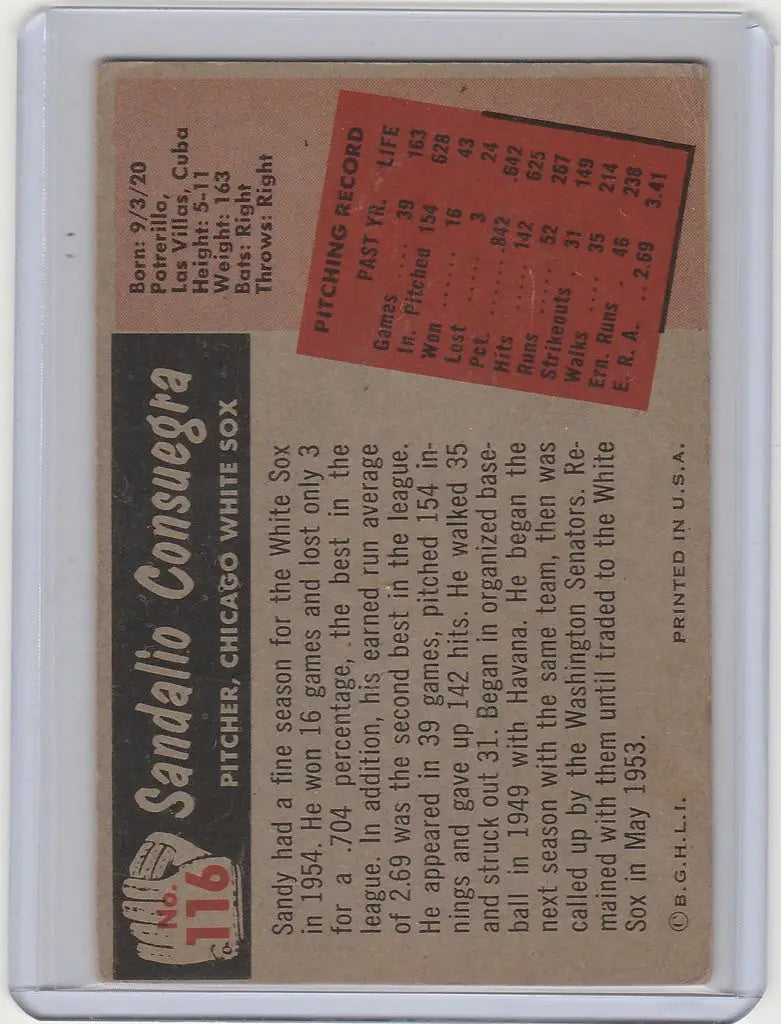 No.
116
Sandalio Consuegra
PITCHER, CHICAGO WHITE SOX
Born: 9/3/20
Potrerillo,
Las Villas, Cuba
Height: 5-11
Weight: 163
Bats: Right
Throws: Right
Sandy had a fine season for the White Sox
in 1954. He won 16 games and lost only 3
for a .704 percentage, the best in the
league. In addition, his earned run average
of 2.69 was the second best in the league.
He appeared in 39 games, pitched 154 in-
nings and gave up 142 hits. He walked 35
and struck out 31. Began in organized base-
ball in 1949 with Havana. He began the
next season with the same team, then was
called up by the Washington Senators. Re-
mained with them until traded to the White
Sox in May 1953.
PITCHING RECORD
PAST YR. LIFE
Games .... 39 163
In. Pitched 154 628
Won ...... 16 43
Lost ...... 3 24
Pct. .... .842 .642
Hits ..... 142 625
Runs ..... 52 267
Strikeouts . 31 149
Walks .... 35 214
Ern. Runs . 46 238
E. R. A. .. 2.69 3.41
©B.G.H.L.I.
PRINTED IN U.S.A.